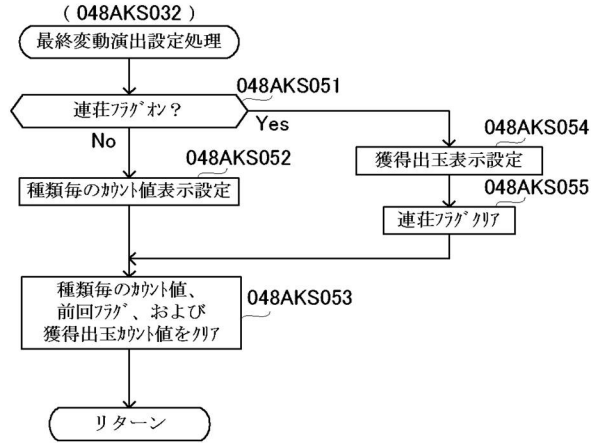 (048AKS032)
最終変動演出設定処理
048AKS051
連荘ﾌﾗｸﾞｵﾝ?
No
Yes
048AKS052
種類毎のｶｳﾝﾄ値表示設定
048AKS054
獲得出玉表示設定
048AKS055
連荘ﾌﾗｸﾞｸﾘｱ
048AKS053
種類毎のｶｳﾝﾄ値、
前回ﾌﾗｸﾞ、および
獲得出玉ｶｳﾝﾄ値をｸﾘｱ
リターン